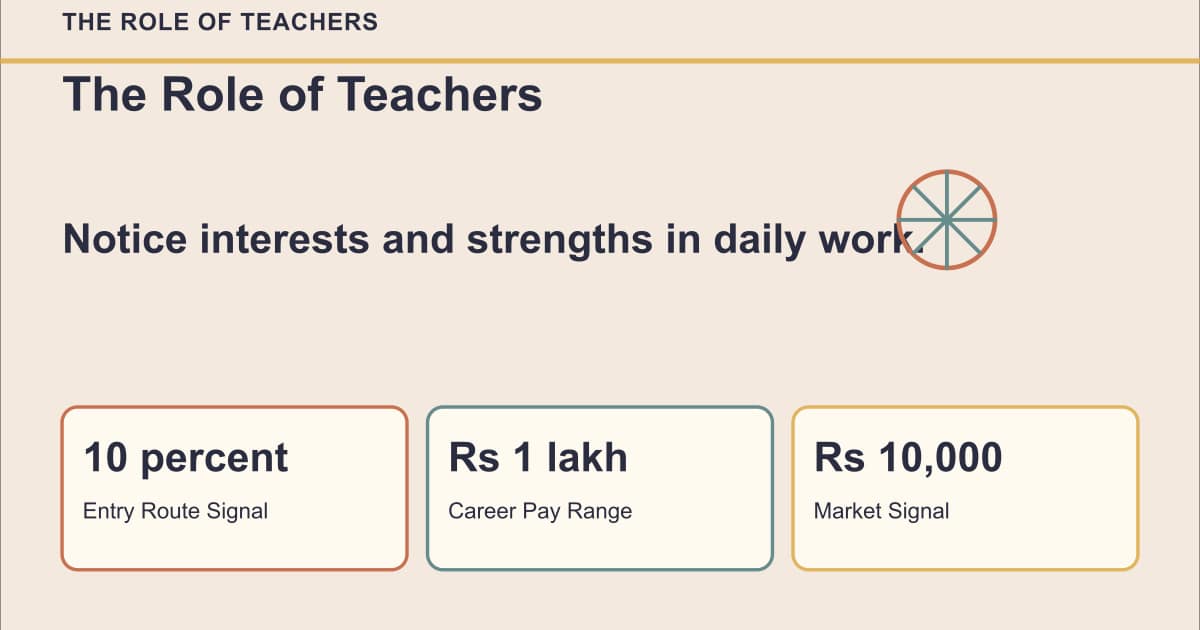 THE ROLE OF TEACHERS
The Role of Teachers
Notice interests and strengths in daily work.
10 percent
Entry Route Signal
Rs 1 lakh
Career Pay Range
Rs 10,000
Market Signal